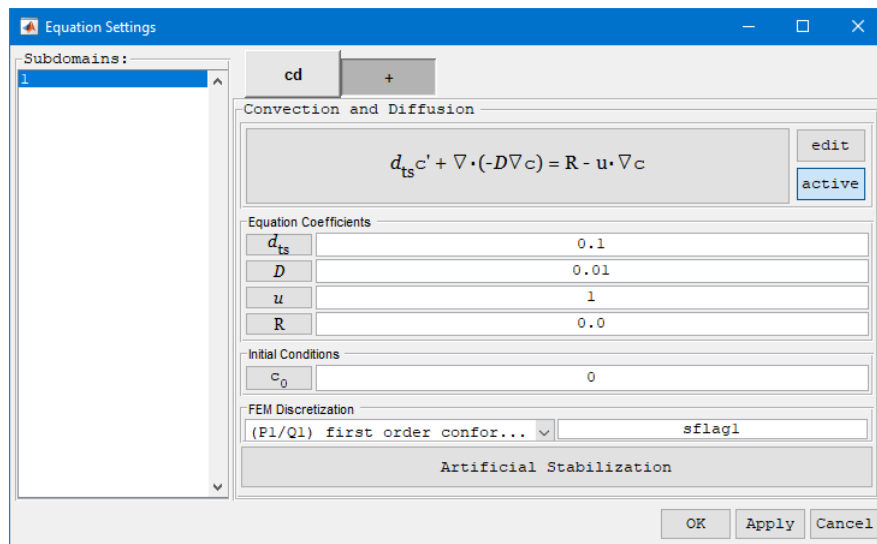 Equation Settings
Subdomains:
1
cd
+
Convection and Diffusion
d_ts c' + ∇·(-D∇c) = R - u·∇c
edit
active
Equation Coefficients
d_ts 0.1
D 0.01
u 1
R 0.0
Initial Conditions
c_0 0
FEM Discretization
(P1/Q1) first order confor... sflag1
Artificial Stabilization
OK Apply Cancel